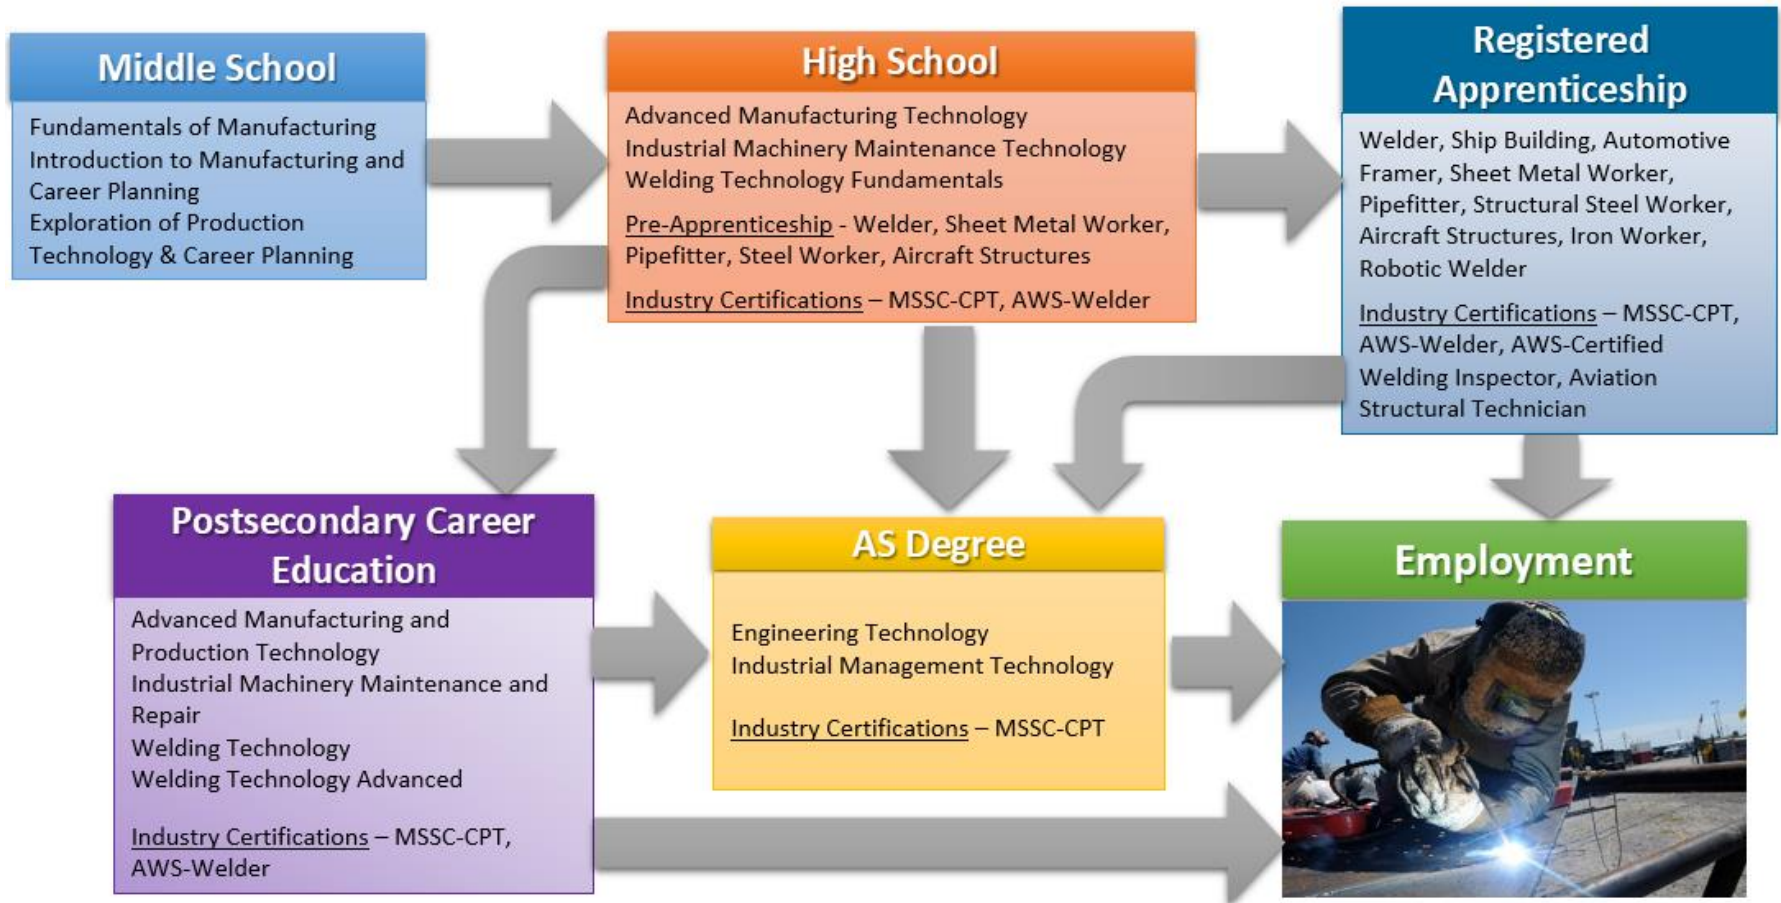 Middle School
Fundamentals of Manufacturing
Introduction to Manufacturing and
Career Planning
Exploration of Production
Technology & Career Planning
High School
Advanced Manufacturing Technology
Industrial Machinery Maintenance Technology
Welding Technology Fundamentals
Pre-Apprenticeship - Welder, Sheet Metal Worker,
Pipefitter, Steel Worker, Aircraft Structures
Industry Certifications – MSSC-CPT, AWS-Welder
Registered
Apprenticeship
Welder, Ship Building, Automotive
Framer, Sheet Metal Worker,
Pipefitter, Structural Steel Worker,
Aircraft Structures, Iron Worker,
Robotic Welder
Industry Certifications – MSSC-CPT,
AWS-Welder, AWS-Certified
Welding Inspector, Aviation
Structural Technician
Postsecondary Career
Education
Advanced Manufacturing and
Production Technology
Industrial Machinery Maintenance and
Repair
Welding Technology
Welding Technology Advanced
Industry Certifications – MSSC-CPT,
AWS-Welder
AS Degree
Engineering Technology
Industrial Management Technology
Industry Certifications – MSSC-CPT
Employment